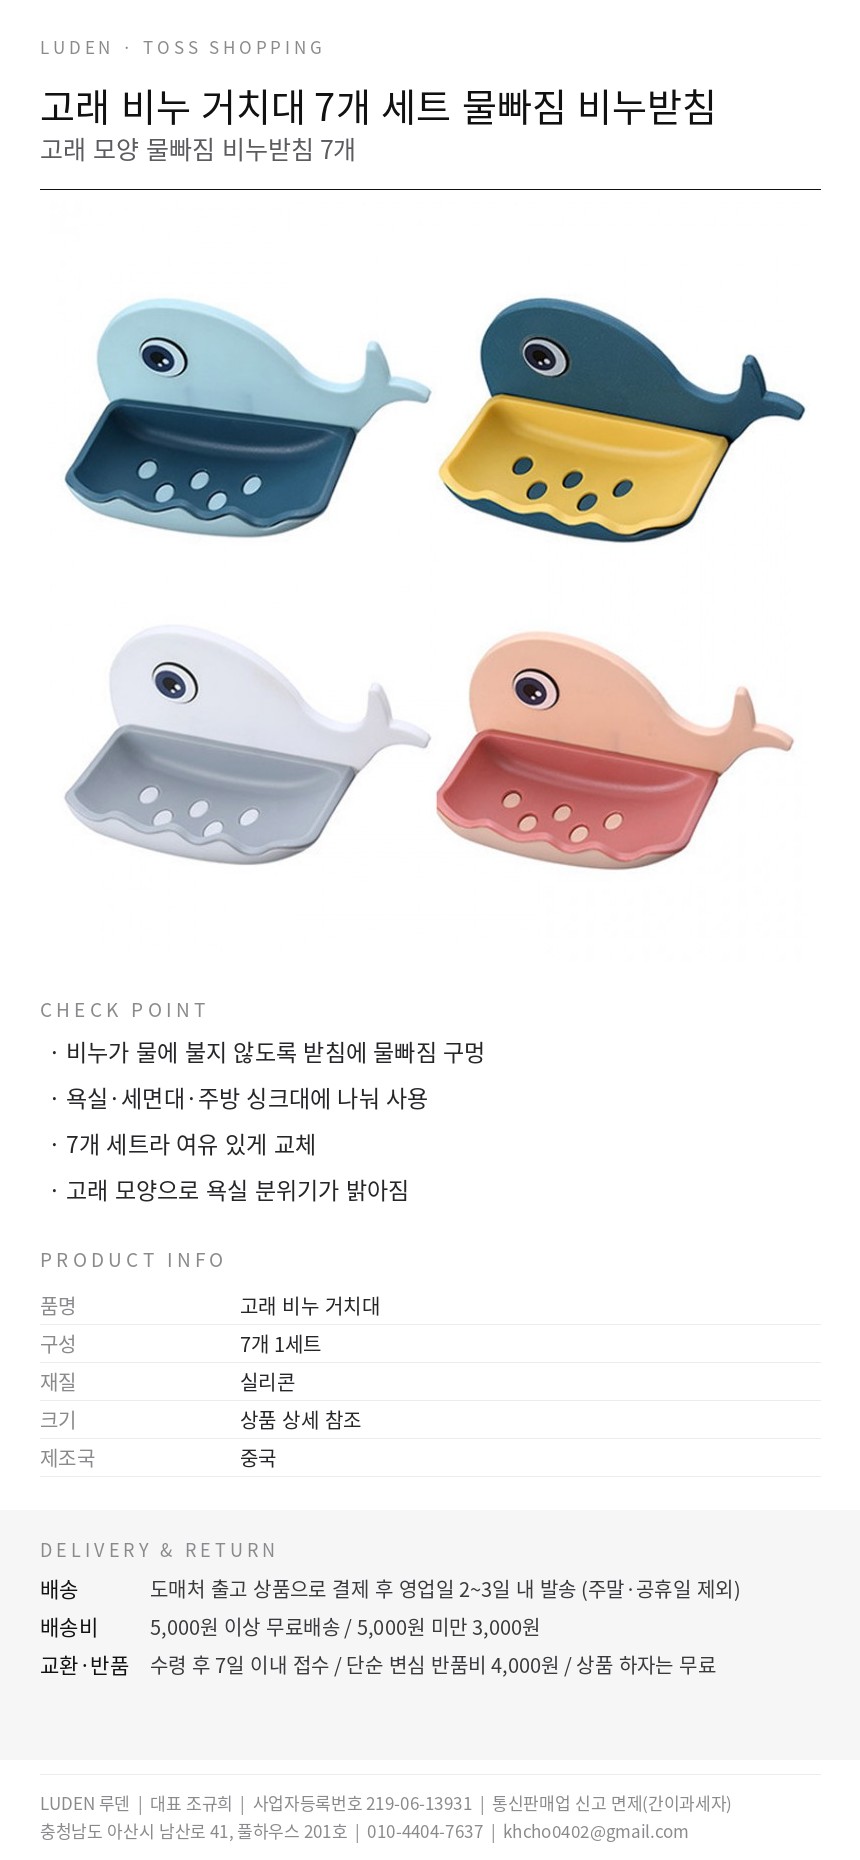 LUDEN · TOSS SHOPPING
고래 비누 거치대 7개 세트 물빠짐 비누받침
고래 모양 물빠짐 비누받침 7개
CHECK POINT
· 비누가 물에 불지 않도록 받침에 물빠짐 구멍
· 욕실·세면대·주방 싱크대에 나눠 사용
· 7개 세트라 여유 있게 교체
· 고래 모양으로 욕실 분위기가 밝아짐
PRODUCT INFO
품명 고래 비누 거치대
구성 7개 1세트
재질 실리콘
크기 상품 상세 참조
제조국 중국
DELIVERY & RETURN
배송 도매처 출고 상품으로 결제 후 영업일 2~3일 내 발송 (주말·공휴일 제외)
배송비 5,000원 이상 무료배송 / 5,000원 미만 3,000원
교환·반품 수령 후 7일 이내 접수 / 단순 변심 반품비 4,000원 / 상품 하자는 무료
LUDEN 루덴 | 대표 조규희 | 사업자등록번호 219-06-13931 | 통신판매업 신고 면제(간이과세자)
충청남도 아산시 남산로 41, 풀하우스 201호 | 010-4404-7637 | khcho0402@gmail.com